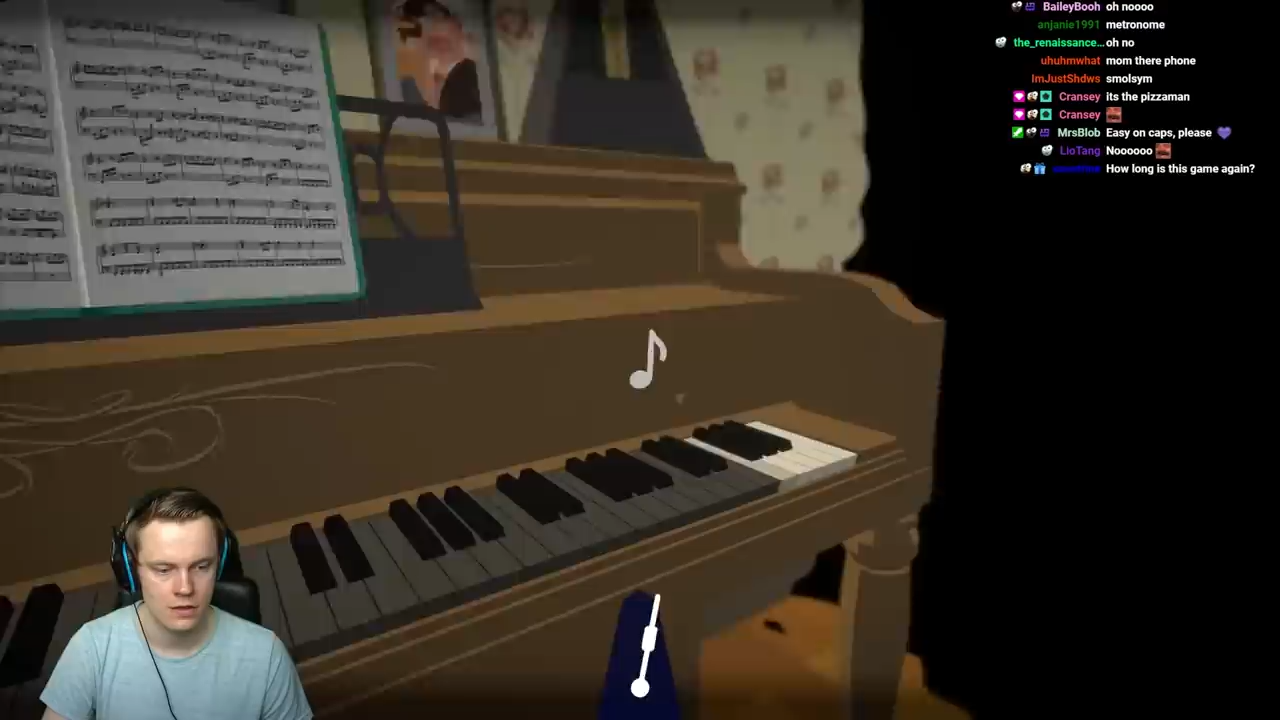 BaileyBooh oh noooo
anjanie1991 metronome
the_renaissance... oh no
uhuhmwhat mom there phone
ImJustShdws smolsym
Cransey its the pizzaman
Cransey
MrsBlob Easy on caps, please
LioTang Noooooo
How long is this game again?